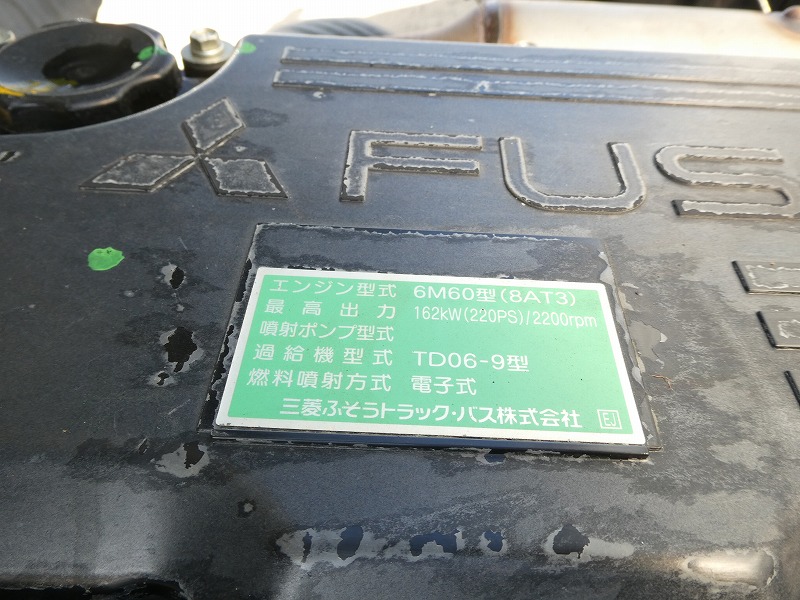 FUS
エンジン型式 6M60型(8AT3)
最高出力 162kW(220PS)/2200rpm
噴射ポンプ型式
過給機型式 TD06-9型
燃料噴射方式 電子式
三菱ふそうトラック・バス株式会社 EJ